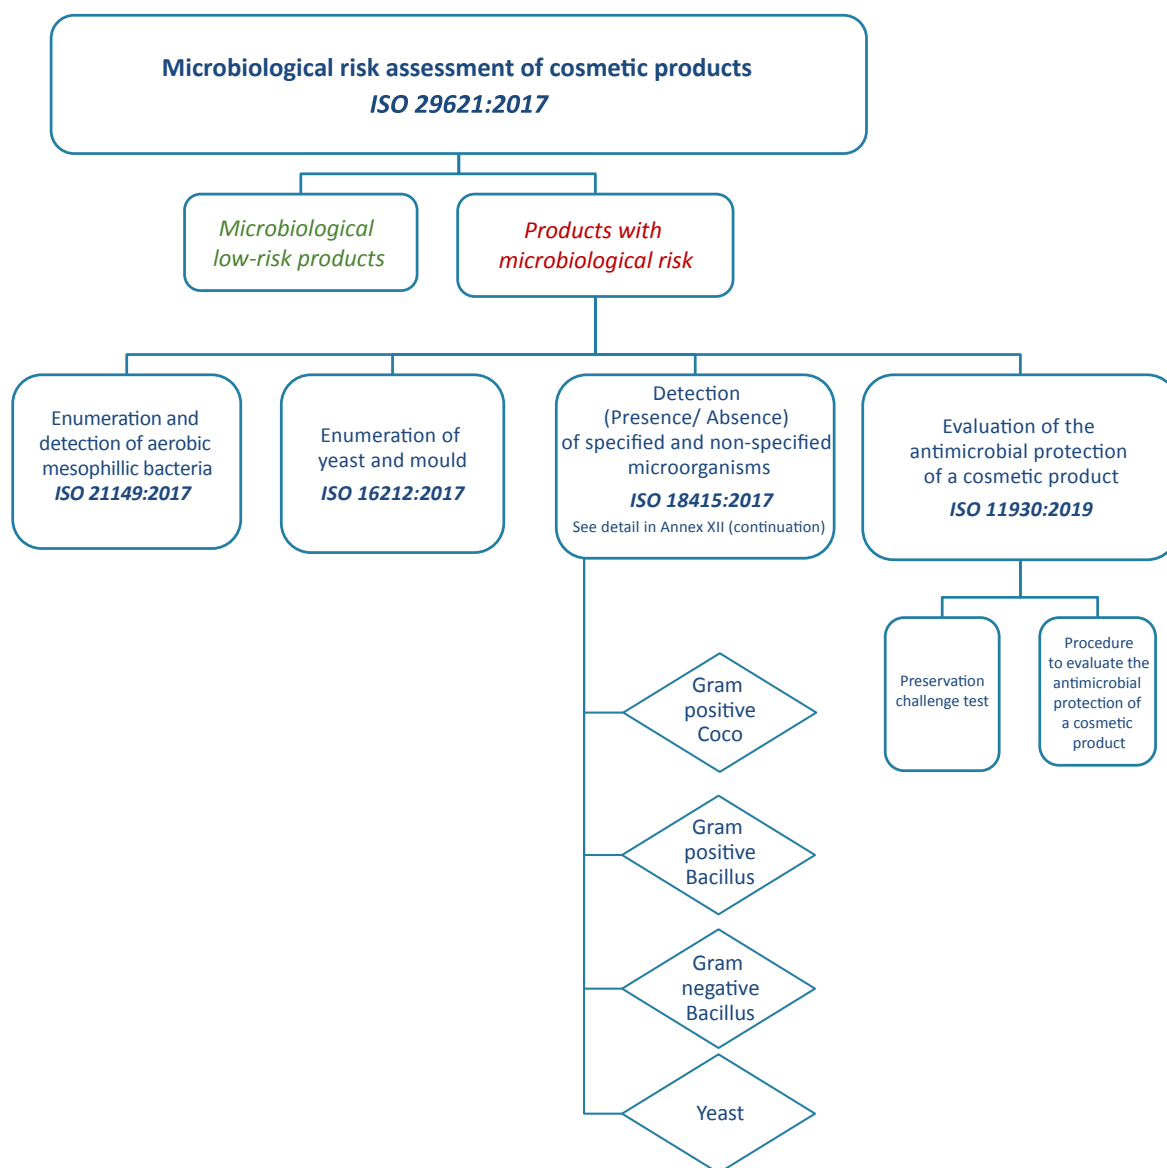 Microbiological risk assessment of cosmetic products
ISO 29621:2017
Microbiological
low-risk products
Products with
microbiological risk
Enumeration and
detection of aerobic
mesophillic bacteria
ISO 21149:2017
Enumeration of
yeast and mould
ISO 16212:2017
Detection
(Presence/ Absence)
of specified and non-specified
microorganisms
ISO 18415:2017
See detail in Annex XII (continuation)
Evaluation of the
antimicrobial protection
of a cosmetic product
ISO 11930:2019
Preservation
challenge test
Procedure
to evaluate the
antimicrobial
protection of
a cosmetic
product
Gram
positive
Coco
Gram
positive
Bacillus
Gram
negative
Bacillus
Yeast